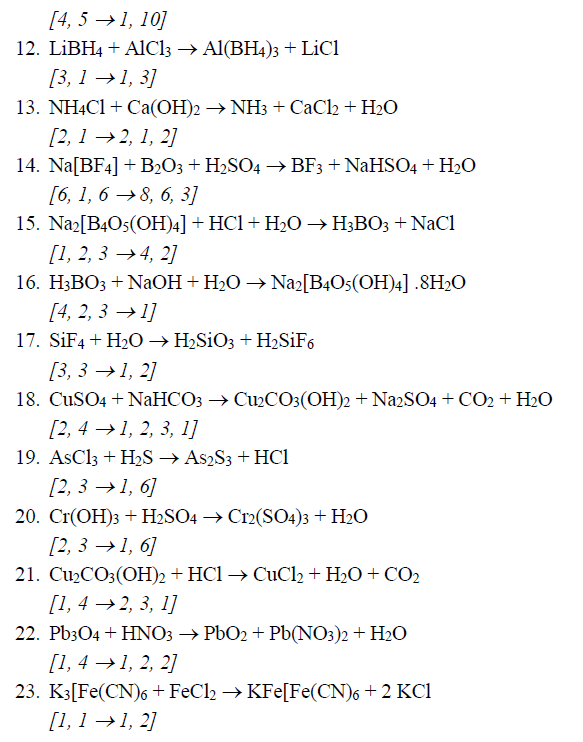 [4, 5 → 1, 10]
12. LiBH4 + AlCl3 → Al(BH4)3 + LiCl
[3, 1 → 1, 3]
13. NH4Cl + Ca(OH)2 → NH3 + CaCl2 + H2O
[2, 1 → 2, 1, 2]
14. Na[BF4] + B2O3 + H2SO4 → BF3 + NaHSO4 + H2O
[6, 1, 6 → 8, 6, 3]
15. Na2[B4O5(OH)4] + HCl + H2O → H3BO3 + NaCl
[1, 2, 3 → 4, 2]
16. H3BO3 + NaOH + H2O → Na2[B4O5(OH)4] .8H2O
[4, 2, 3 → 1]
17. SiF4 + H2O → H2SiO3 + H2SiF6
[3, 3 → 1, 2]
18. CuSO4 + NaHCO3 → Cu2CO3(OH)2 + Na2SO4 + CO2 + H2O
[2, 4 → 1, 2, 3, 1]
19. AsCl3 + H2S → As2S3 + HCl
[2, 3 → 1, 6]
20. Cr(OH)3 + H2SO4 → Cr2(SO4)3 + H2O
[2, 3 → 1, 6]
21. Cu2CO3(OH)2 + HCl → CuCl2 + H2O + CO2
[1, 4 → 2, 3, 1]
22. Pb3O4 + HNO3 → PbO2 + Pb(NO3)2 + H2O
[1, 4 → 1, 2, 2]
23. K3[Fe(CN)6 + FeCl2 → KFe[Fe(CN)6 + 2 KCl
[1, 1 → 1, 2]